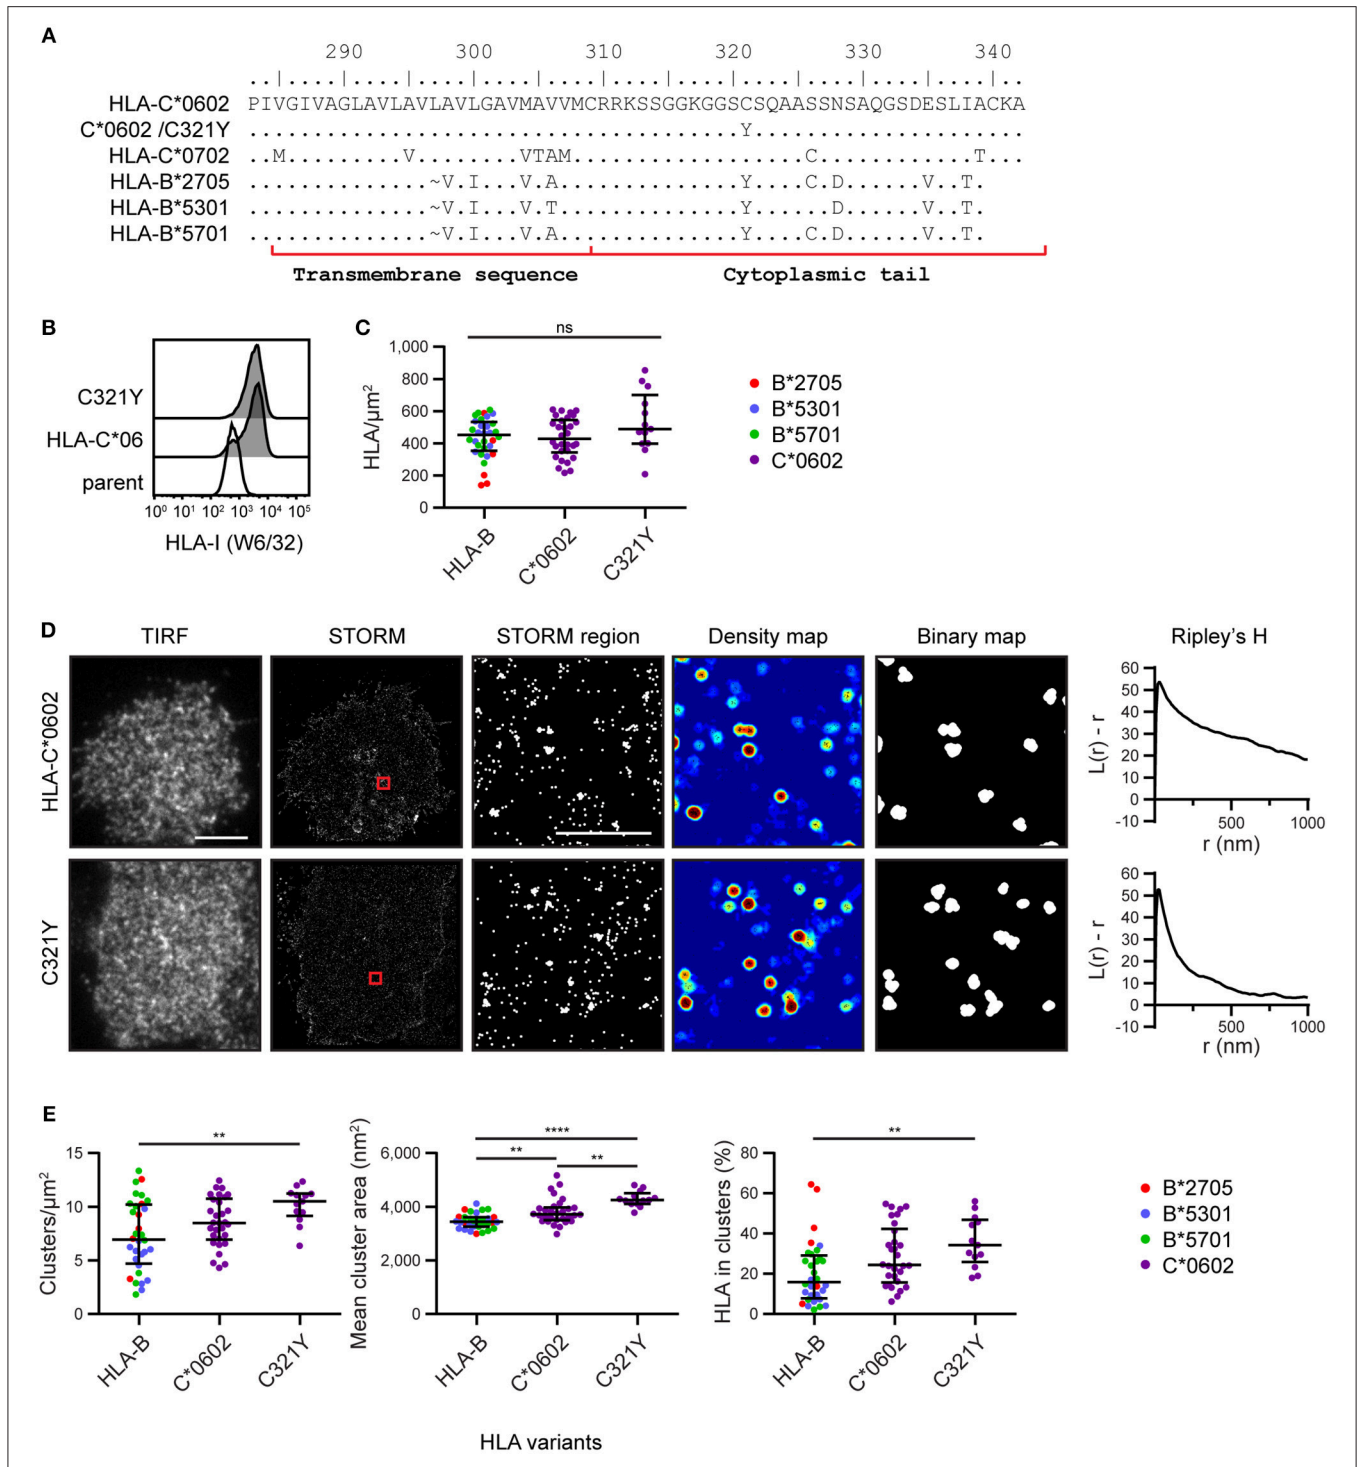 A
290 300 310 320 330 340
HLA-C*0602 PIVGIVAGLAVLAVLAVLGAVMAVVMCRRKSSGGKGGSCSQAASSNSAQGSDESLIACKA
C*0602 /C321Y ......................................Y.....................
HLA-C*0702 ..M.........V........VTAM..................C............T...
HLA-B*2705 ..............~V.I...V.A..............Y....C.D......V..T.
HLA-B*5301 ..............~V.I...V.T..............Y......D......V..T.
HLA-B*5701 ..............~V.I...V.A..............Y....C.D......V..T.
Transmembrane sequence Cytoplasmic tail
B
C321Y
HLA-C*06
parent
10⁰ 10¹ 10² 10³ 10⁴ 10⁵
HLA-I (W6/32)
C
ns
1,000
800
600
400
200
0
HLA/µm²
HLA-B C*0602 C321Y
B*2705
B*5301
B*5701
C*0602
D
TIRF STORM STORM region Density map Binary map Ripley's H
HLA-C*0602
60
50
40
30
20
10
0
-10
L(r) - r
500 1000
r (nm)
C321Y
60
50
40
30
20
10
0
-10
L(r) - r
500 1000
r (nm)
E
**
15
10
5
0
Clusters/µm²
HLA-B C*0602 C321Y
****
** **
6,000
4,000
2,000
0
Mean cluster area (nm²)
HLA-B C*0602 C321Y
**
80
60
40
20
0
HLA in clusters (%)
HLA-B C*0602 C321Y
B*2705
B*5301
B*5701
C*0602
HLA variants